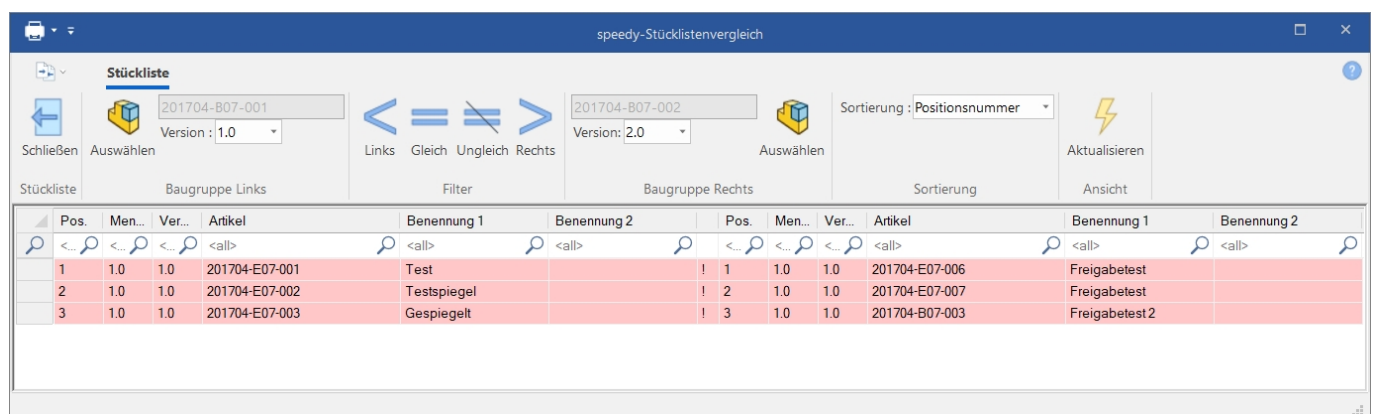 speedy-Stücklistenvergleich
Stückliste
201704-B07-001
Version : 1.0
201704-B07-002
Version: 2.0
Sortierung : Positionsnummer
Schließen Auswählen Links Gleich Ungleich Rechts Auswählen Aktualisieren
Stückliste Baugruppe Links Filter Baugruppe Rechts Sortierung Ansicht
Pos. Men... Ver... Artikel Benennung 1 Benennung 2 Pos. Men... Ver... Artikel Benennung 1 Benennung 2
<... <... <... <all> <all> <all> <... <... <... <all> <all> <all>
1 1.0 1.0 201704-E07-001 Test ! 1 1.0 1.0 201704-E07-006 Freigabetest
2 1.0 1.0 201704-E07-002 Testspiegel ! 2 1.0 1.0 201704-E07-007 Freigabetest
3 1.0 1.0 201704-E07-003 Gespiegelt ! 3 1.0 1.0 201704-B07-003 Freigabetest 2